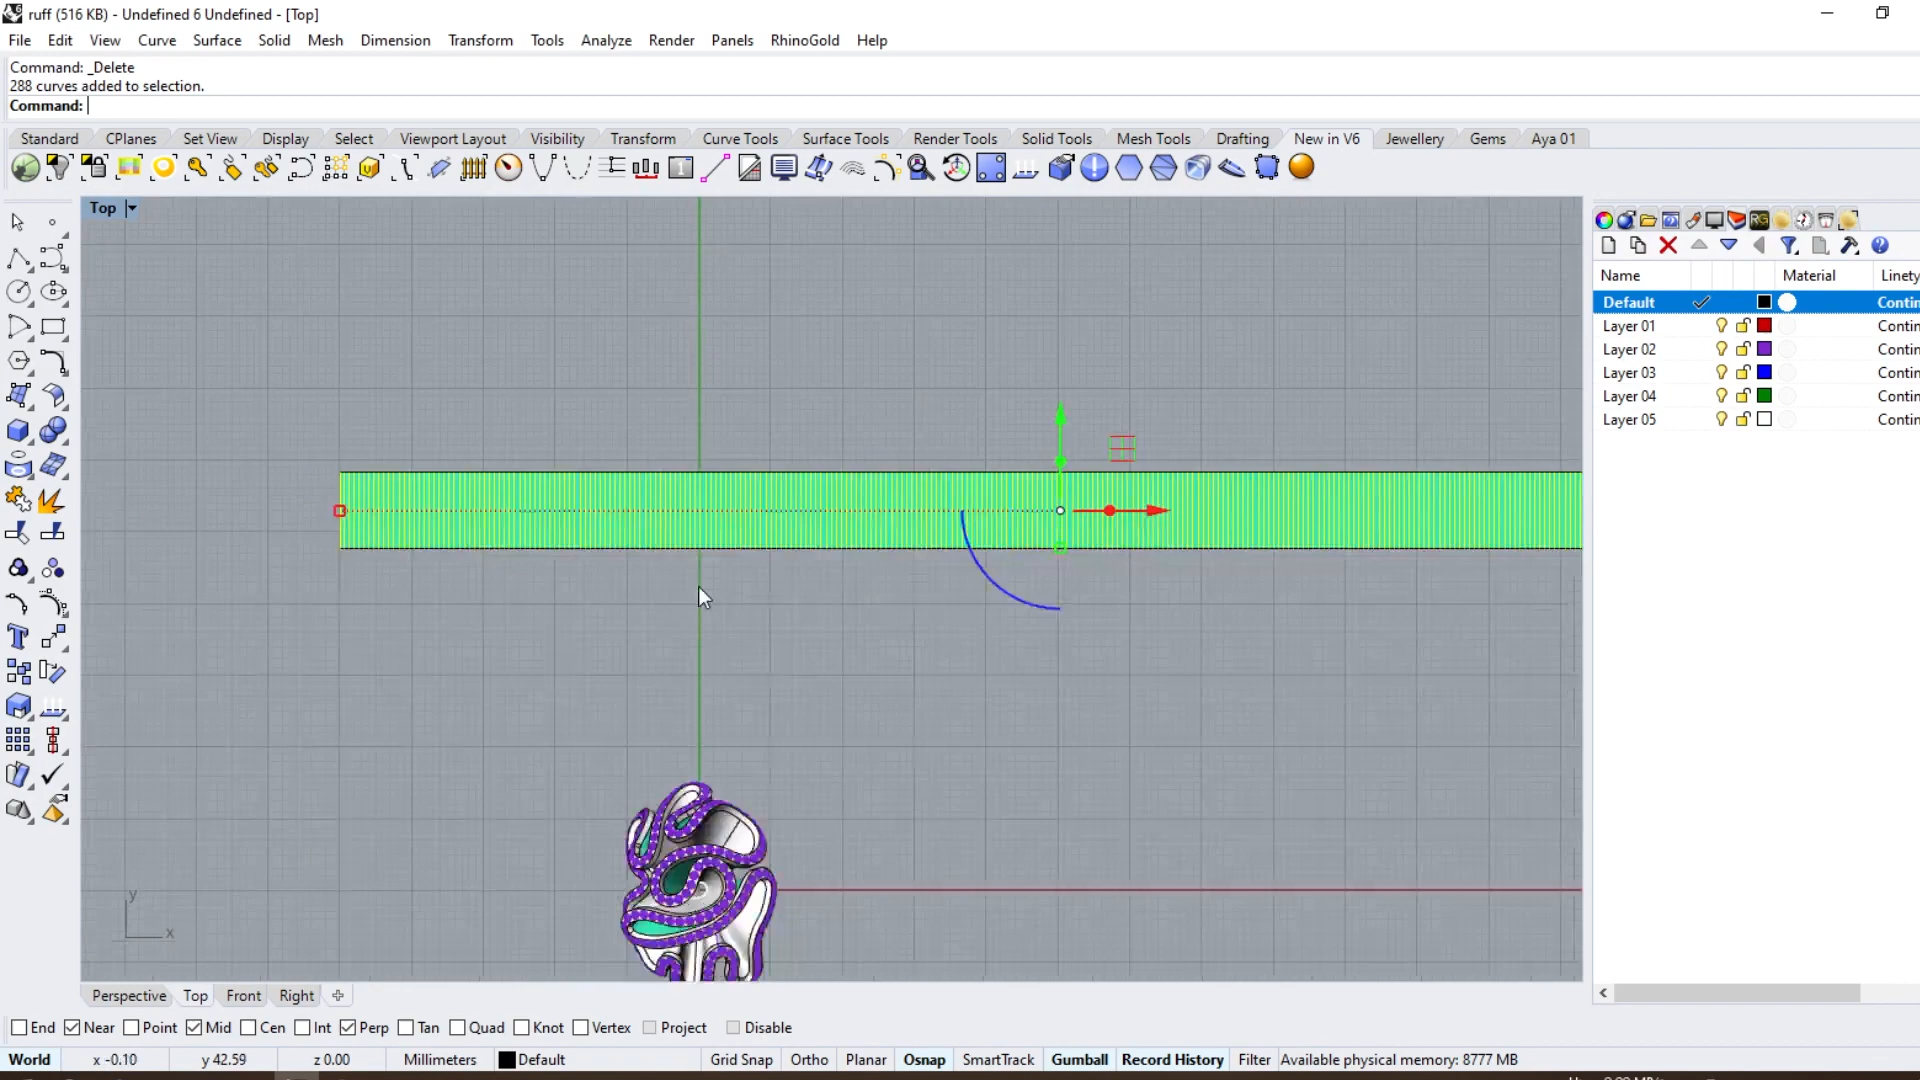 ruff (516 KB) - Undefined 6 Undefined - [Top]
File Edit View Curve Surface Solid Mesh Dimension Transform Tools Analyze Render Panels RhinoGold Help
Command: _Delete
288 curves added to selection.
Command:
Standard CPlanes Set View Display Select Viewport Layout Visibility Transform Curve Tools Surface Tools Render Tools Solid Tools Mesh Tools Drafting New in V6 Jewellery Gems Aya 01
Top
Name Material Linety
Default Contin
Layer 01 Contin
Layer 02 Contin
Layer 03 Contin
Layer 04 Contin
Layer 05 Contin
y
x
Perspective Top Front Right
End Near Point Mid Cen Int Perp Tan Quad Knot Vertex Project Disable
World x -0.10 y 42.59 z 0.00 Millimeters Default Grid Snap Ortho Planar Osnap SmartTrack Gumball Record History Filter Available physical memory: 8777 MB